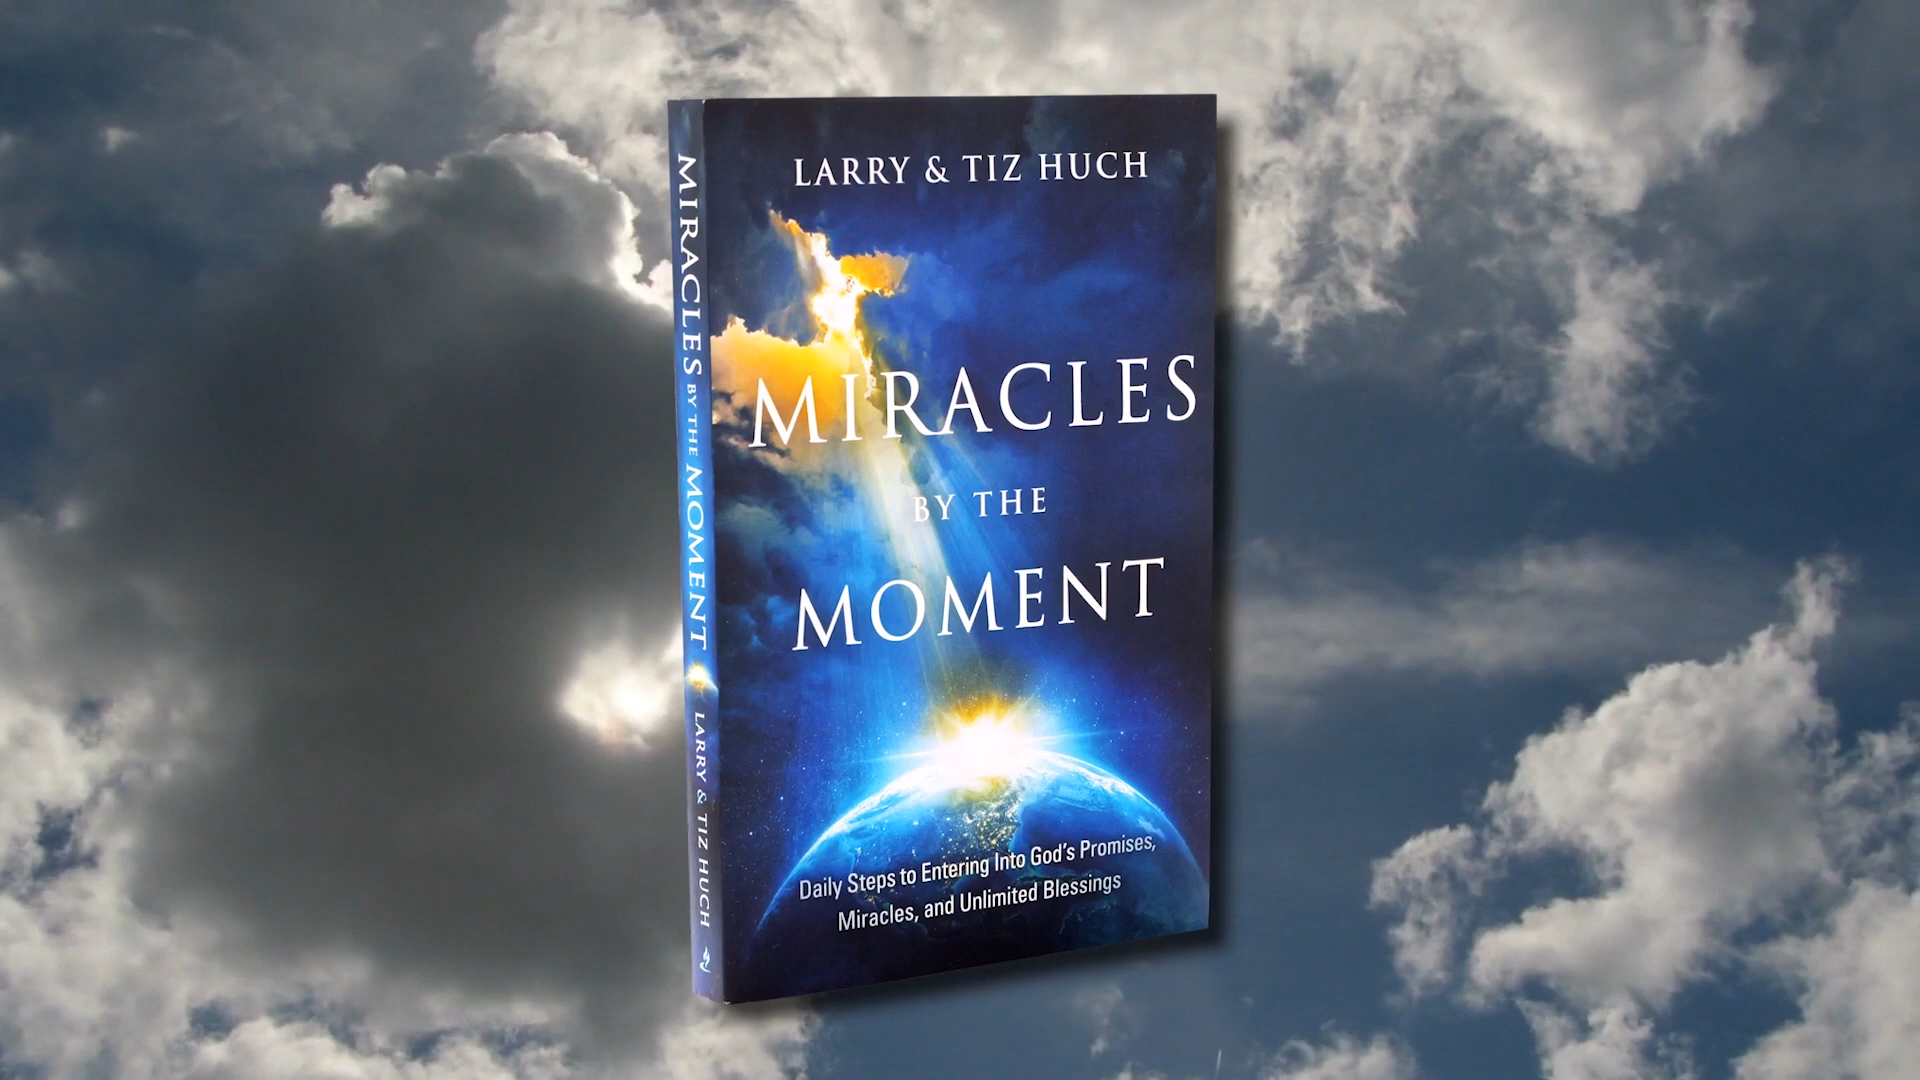 MIRACLES BY THE MOMENT LARRY & TIZ HUCH
LARRY & TIZ HUCH
MIRACLES
BY THE
MOMENT
Daily Steps to Entering Into God's Promises,
Miracles, and Unlimited Blessings